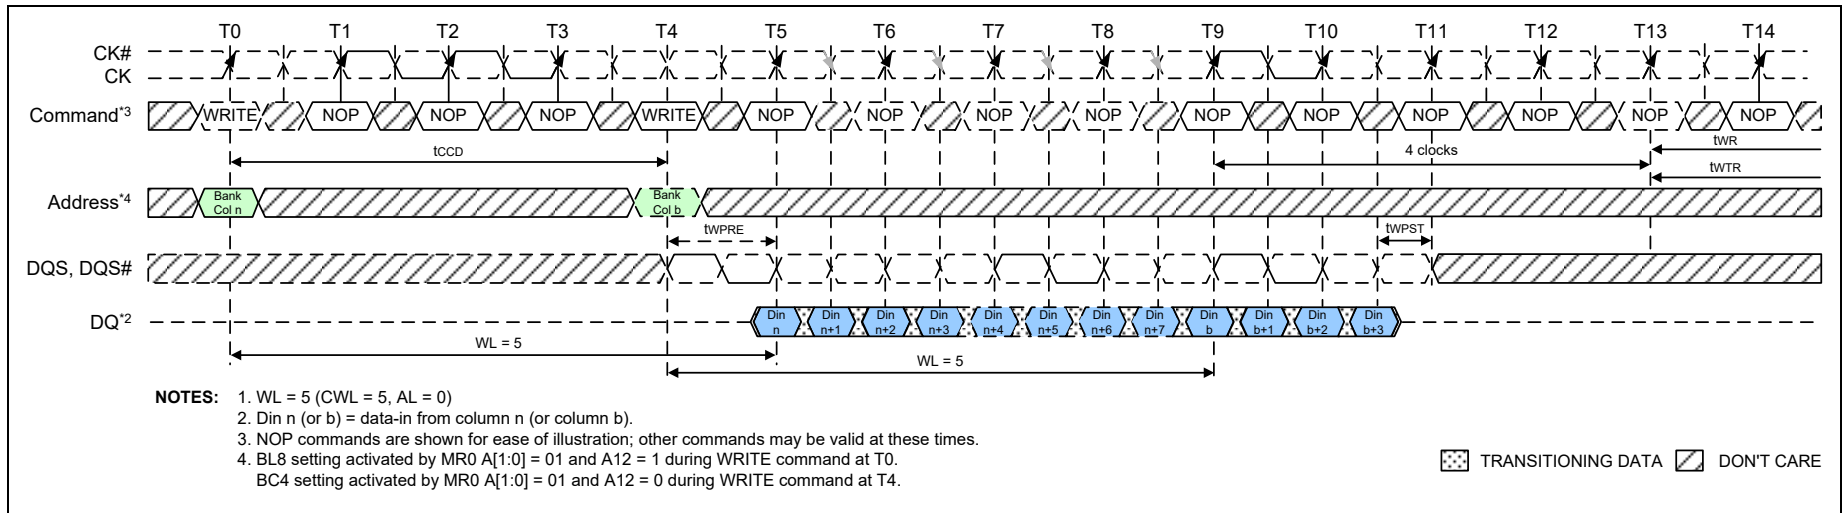 T0 T1 T2 T3 T4 T5 T6 T7 T8 T9 T10 T11 T12 T13 T14
CK#
CK
Command*3 WRITE NOP NOP NOP WRITE NOP NOP NOP NOP NOP NOP NOP NOP NOP NOP
tCCD 4 clocks tWR
tWTR
Address*4 Bank Col n Bank Col b
tWPRE tWPST
DQS, DQS#
DQ*2 Din n Din n+1 Din n+2 Din n+3 Din n+4 Din n+5 Din n+6 Din n+7 Din b Din b+1 Din b+2 Din b+3
WL = 5
WL = 5
NOTES: 1. WL = 5 (CWL = 5, AL = 0)
2. Din n (or b) = data-in from column n (or column b).
3. NOP commands are shown for ease of illustration; other commands may be valid at these times.
4. BL8 setting activated by MR0 A[1:0] = 01 and A12 = 1 during WRITE command at T0.
BC4 setting activated by MR0 A[1:0] = 01 and A12 = 0 during WRITE command at T4.
TRANSITIONING DATA DON'T CARE